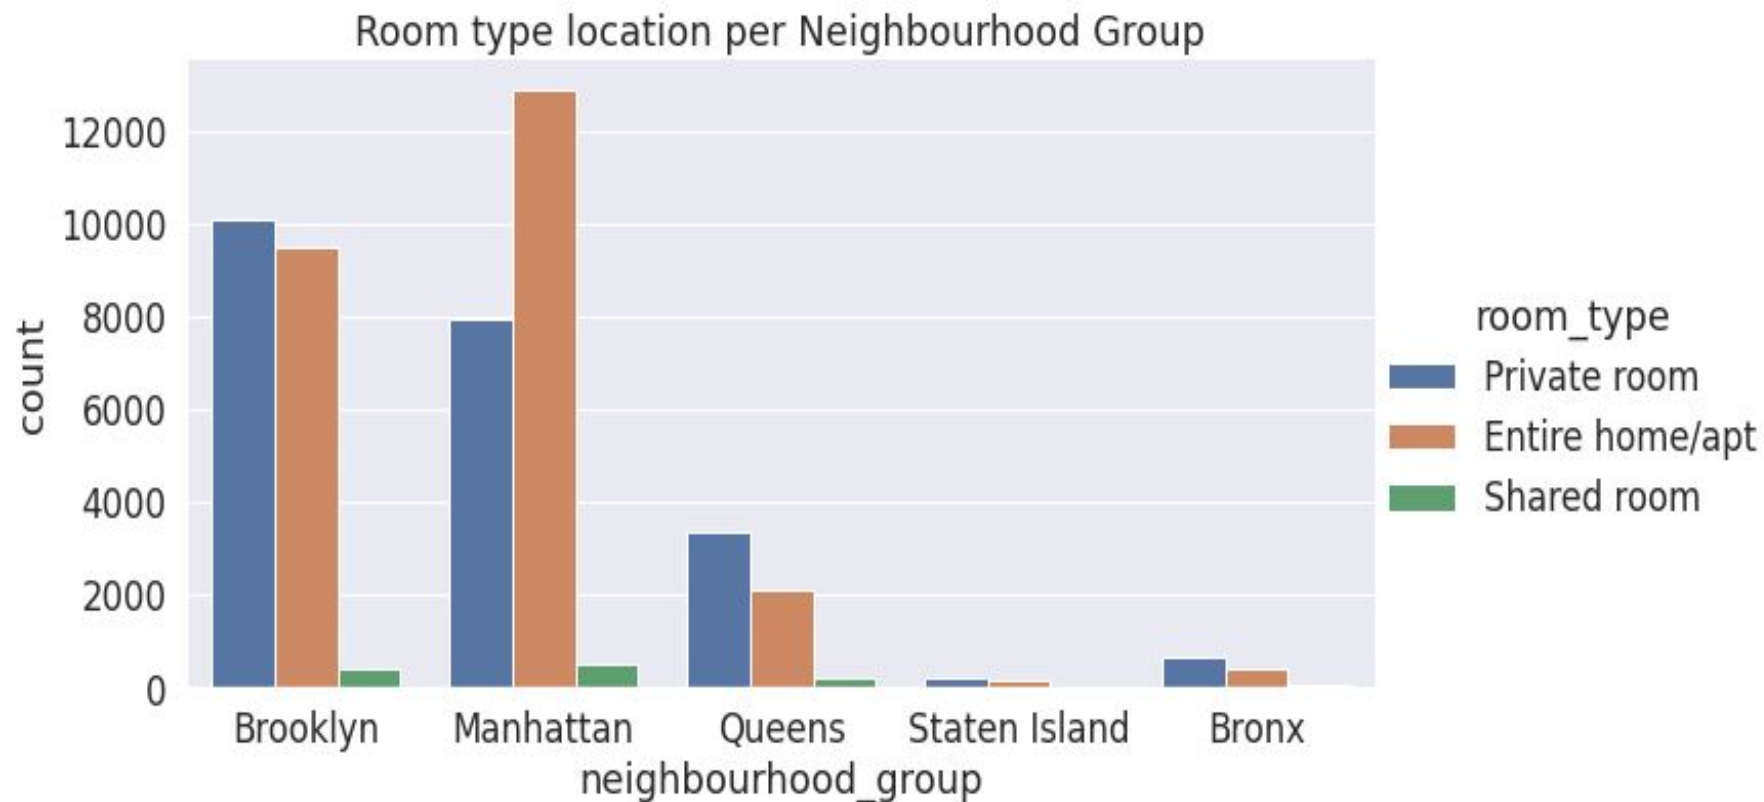 Room type location per Neighbourhood Group
12000
10000
8000
6000
4000
2000
0
count
Brooklyn Manhattan Queens Staten Island Bronx
neighbourhood_group
room_type
Private room
Entire home/apt
Shared room